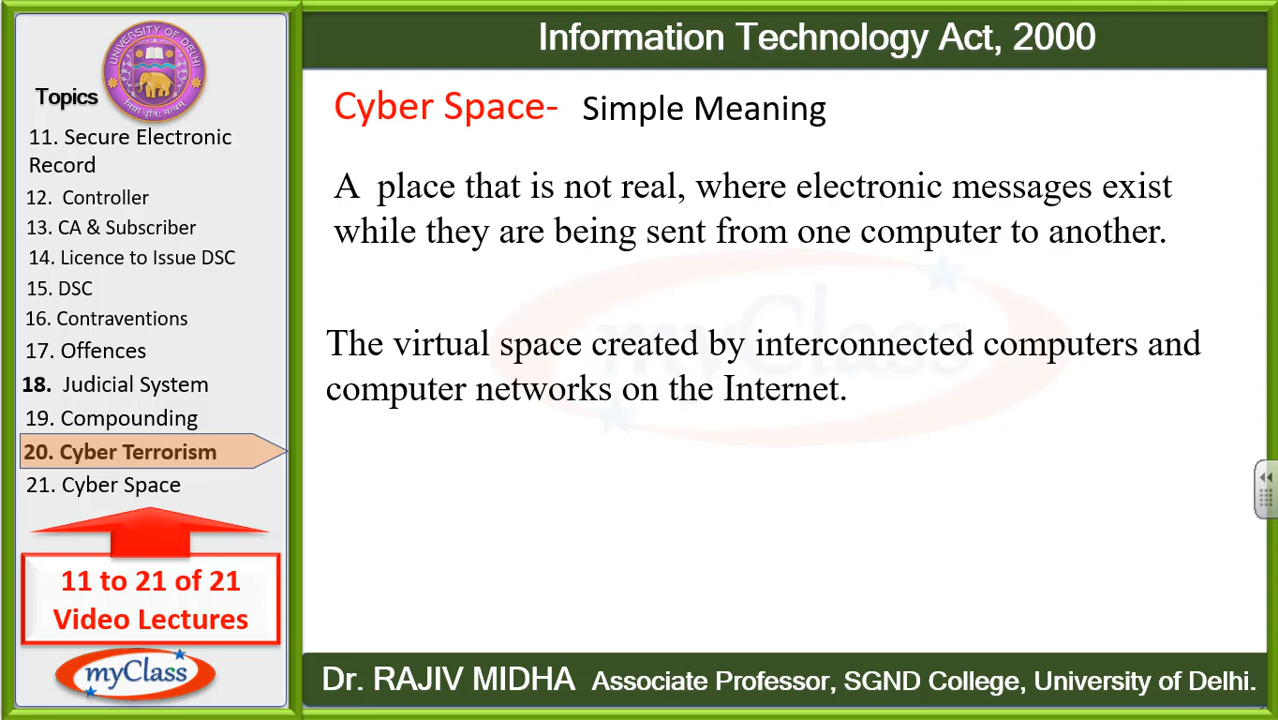 UNIVERSITY OF DELHI
Topics
11. Secure Electronic
Record
12. Controller
13. CA & Subscriber
14. Licence to Issue DSC
15. DSC
16. Contraventions
17. Offences
18. Judicial System
19. Compounding
20. Cyber Terrorism
21. Cyber Space
11 to 21 of 21
Video Lectures
myClass
Information Technology Act, 2000
Cyber Space- Simple Meaning
A place that is not real, where electronic messages exist
while they are being sent from one computer to another.
myClass
The virtual space created by interconnected computers and
computer networks on the Internet.
Dr. RAJIV MIDHA Associate Professor, SGND College, University of Delhi.